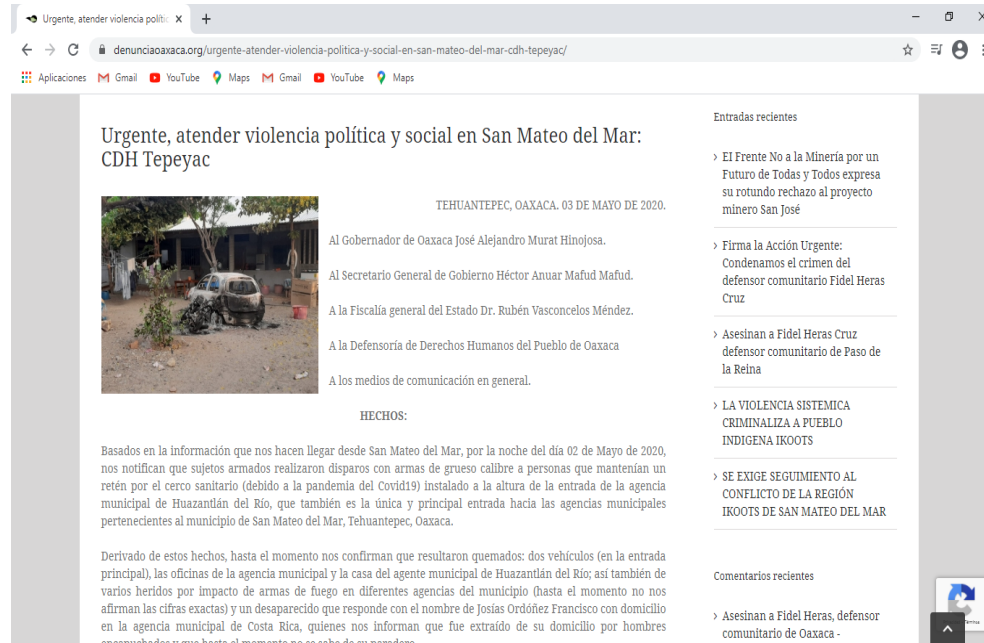 Urgente, atender violencia polític
denunciaoaxaca.org/urgente-atender-violencia-politica-y-social-en-san-mateo-del-mar-cdh-tepeyac/
Aplicaciones Gmail YouTube Maps Gmail YouTube Maps
Urgente, atender violencia política y social en San Mateo del Mar:
CDH Tepeyac
TEHUANTEPEC, OAXACA. 03 DE MAYO DE 2020.
Al Gobernador de Oaxaca José Alejandro Murat Hinojosa.
Al Secretario General de Gobierno Héctor Anuar Mafud Mafud.
A la Fiscalía general del Estado Dr. Rubén Vasconcelos Méndez.
A la Defensoría de Derechos Humanos del Pueblo de Oaxaca
A los medios de comunicación en general.
HECHOS:
Basados en la información que nos hacen llegar desde San Mateo del Mar, por la noche del día 02 de Mayo de 2020,
nos notifican que sujetos armados realizaron disparos con armas de grueso calibre a personas que mantenían un
retén por el cerco sanitario (debido a la pandemia del Covid19) instalado a la altura de la entrada de la agencia
municipal de Huazantlán del Río, que también es la única y principal entrada hacia las agencias municipales
pertenecientes al municipio de San Mateo del Mar, Tehuantepec, Oaxaca.
Derivado de estos hechos, hasta el momento nos confirman que resultaron quemados: dos vehículos (en la entrada
principal), las oficinas de la agencia municipal y la casa del agente municipal de Huazantlán del Río; así también de
varios heridos por impacto de armas de fuego en diferentes agencias del municipio (hasta el momento no nos
afirman las cifras exactas) y un desaparecido que responde con el nombre de Josías Ordóñez Francisco con domicilio
en la agencia municipal de Costa Rica, quienes nos informan que fue extraído de su domicilio por hombres
encapuchados y que hasta el momento no se sabe de su paradero
Entradas recientes
EI Frente No a la Minería por un
Futuro de Todas y Todos expresa
su rotundo rechazo al proyecto
minero San José
Firma la Acción Urgente:
Condenamos el crimen del
defensor comunitario Fidel Heras
Cruz
Asesinan a Fidel Heras Cruz
defensor comunitario de Paso de
la Reina
LA VIOLENCIA SISTEMICA
CRIMINALIZA A PUEBLO
INDIGENA IKOOTS
SE EXIGE SEGUIMIENTO AL
CONFLICTO DE LA REGIÓN
IKOOTS DE SAN MATEO DEL MAR
Comentarios recientes
Asesinan a Fidel Heras, defensor
comunitario de Oaxaca -